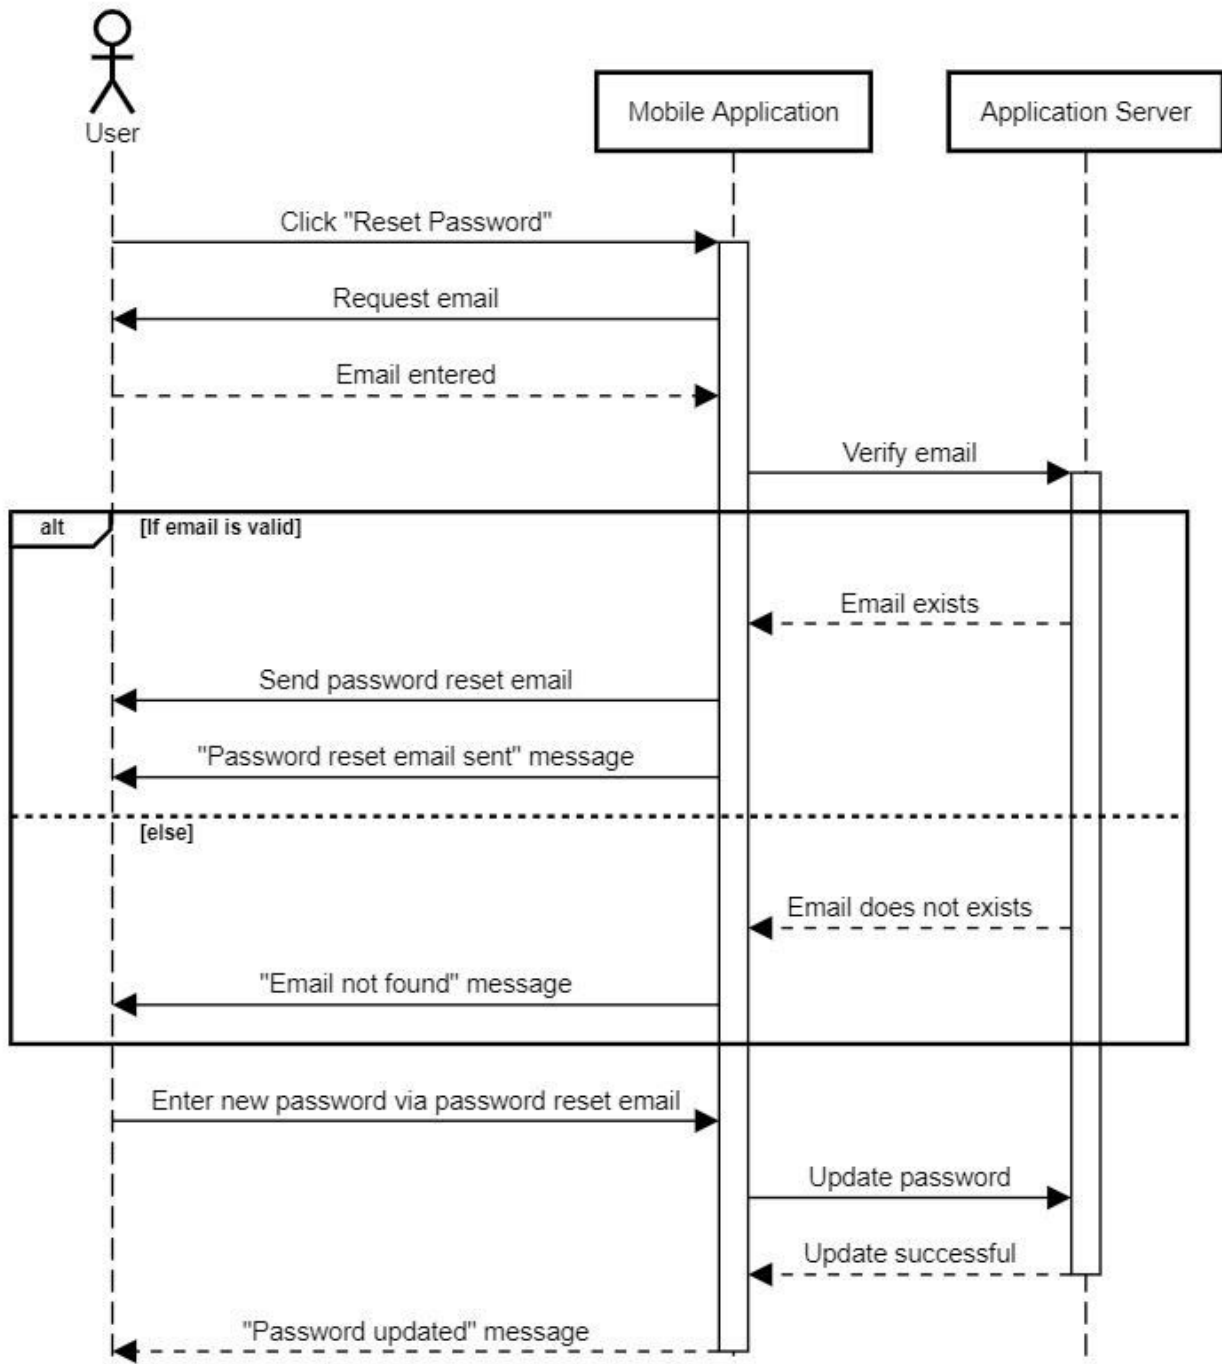 User
Mobile Application
Application Server
Click "Reset Password"
Request email
Email entered
Verify email
alt
[If email is valid]
Email exists
Send password reset email
"Password reset email sent" message
[else]
Email does not exists
"Email not found" message
Enter new password via password reset email
Update password
Update successful
"Password updated" message